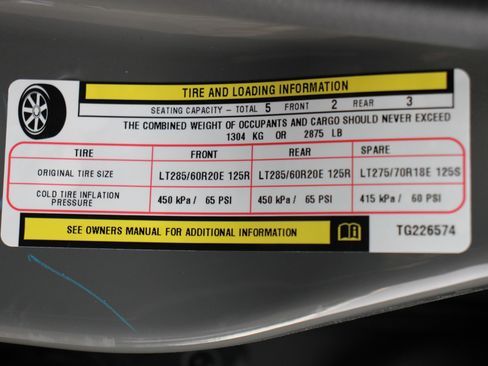 TIRE AND LOADING INFORMATION
SEATING CAPACITY - TOTAL 5 FRONT 2 REAR 3
THE COMBINED WEIGHT OF OCCUPANTS AND CARGO SHOULD NEVER EXCEED
1304 KG OR 2875 LB
TIRE FRONT REAR SPARE
ORIGINAL TIRE SIZE LT285/60R20E 125R LT285/60R20E 125R LT275/70R18E 125S
COLD TIRE INFLATION
PRESSURE 450 kPa / 65 PSI 450 kPa / 65 PSI 415 kPa / 60 PSI
SEE OWNERS MANUAL FOR ADDITIONAL INFORMATION TG226574